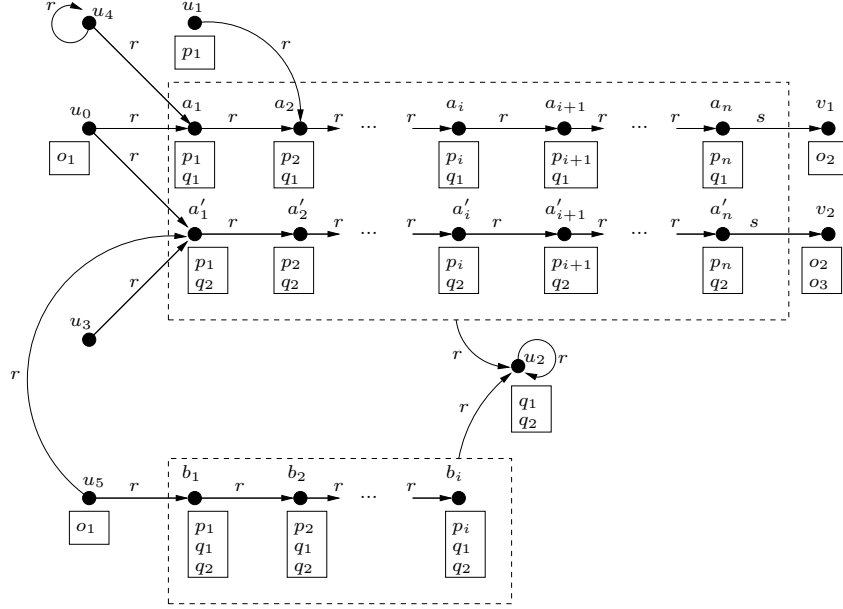 r u4 u1
r p1 r
u0 r a1 r a2 r ... r ai r ai+1 r ... r an s v1
o1 r p1 p2 pi pi+1 pn o2
q1 q1 q1 q1 q1
a′1 r a′2 r ... r a′i r a′i+1 r ... r a′n s v2
r p1 p2 pi pi+1 pn o2
q2 q2 q2 q2 q2 o3
u3
r r u2 r
r q1
q2
u5 r b1 r b2 r ... r bi
o1 p1 p2 pi
q1 q1 q1
q2 q2 q2